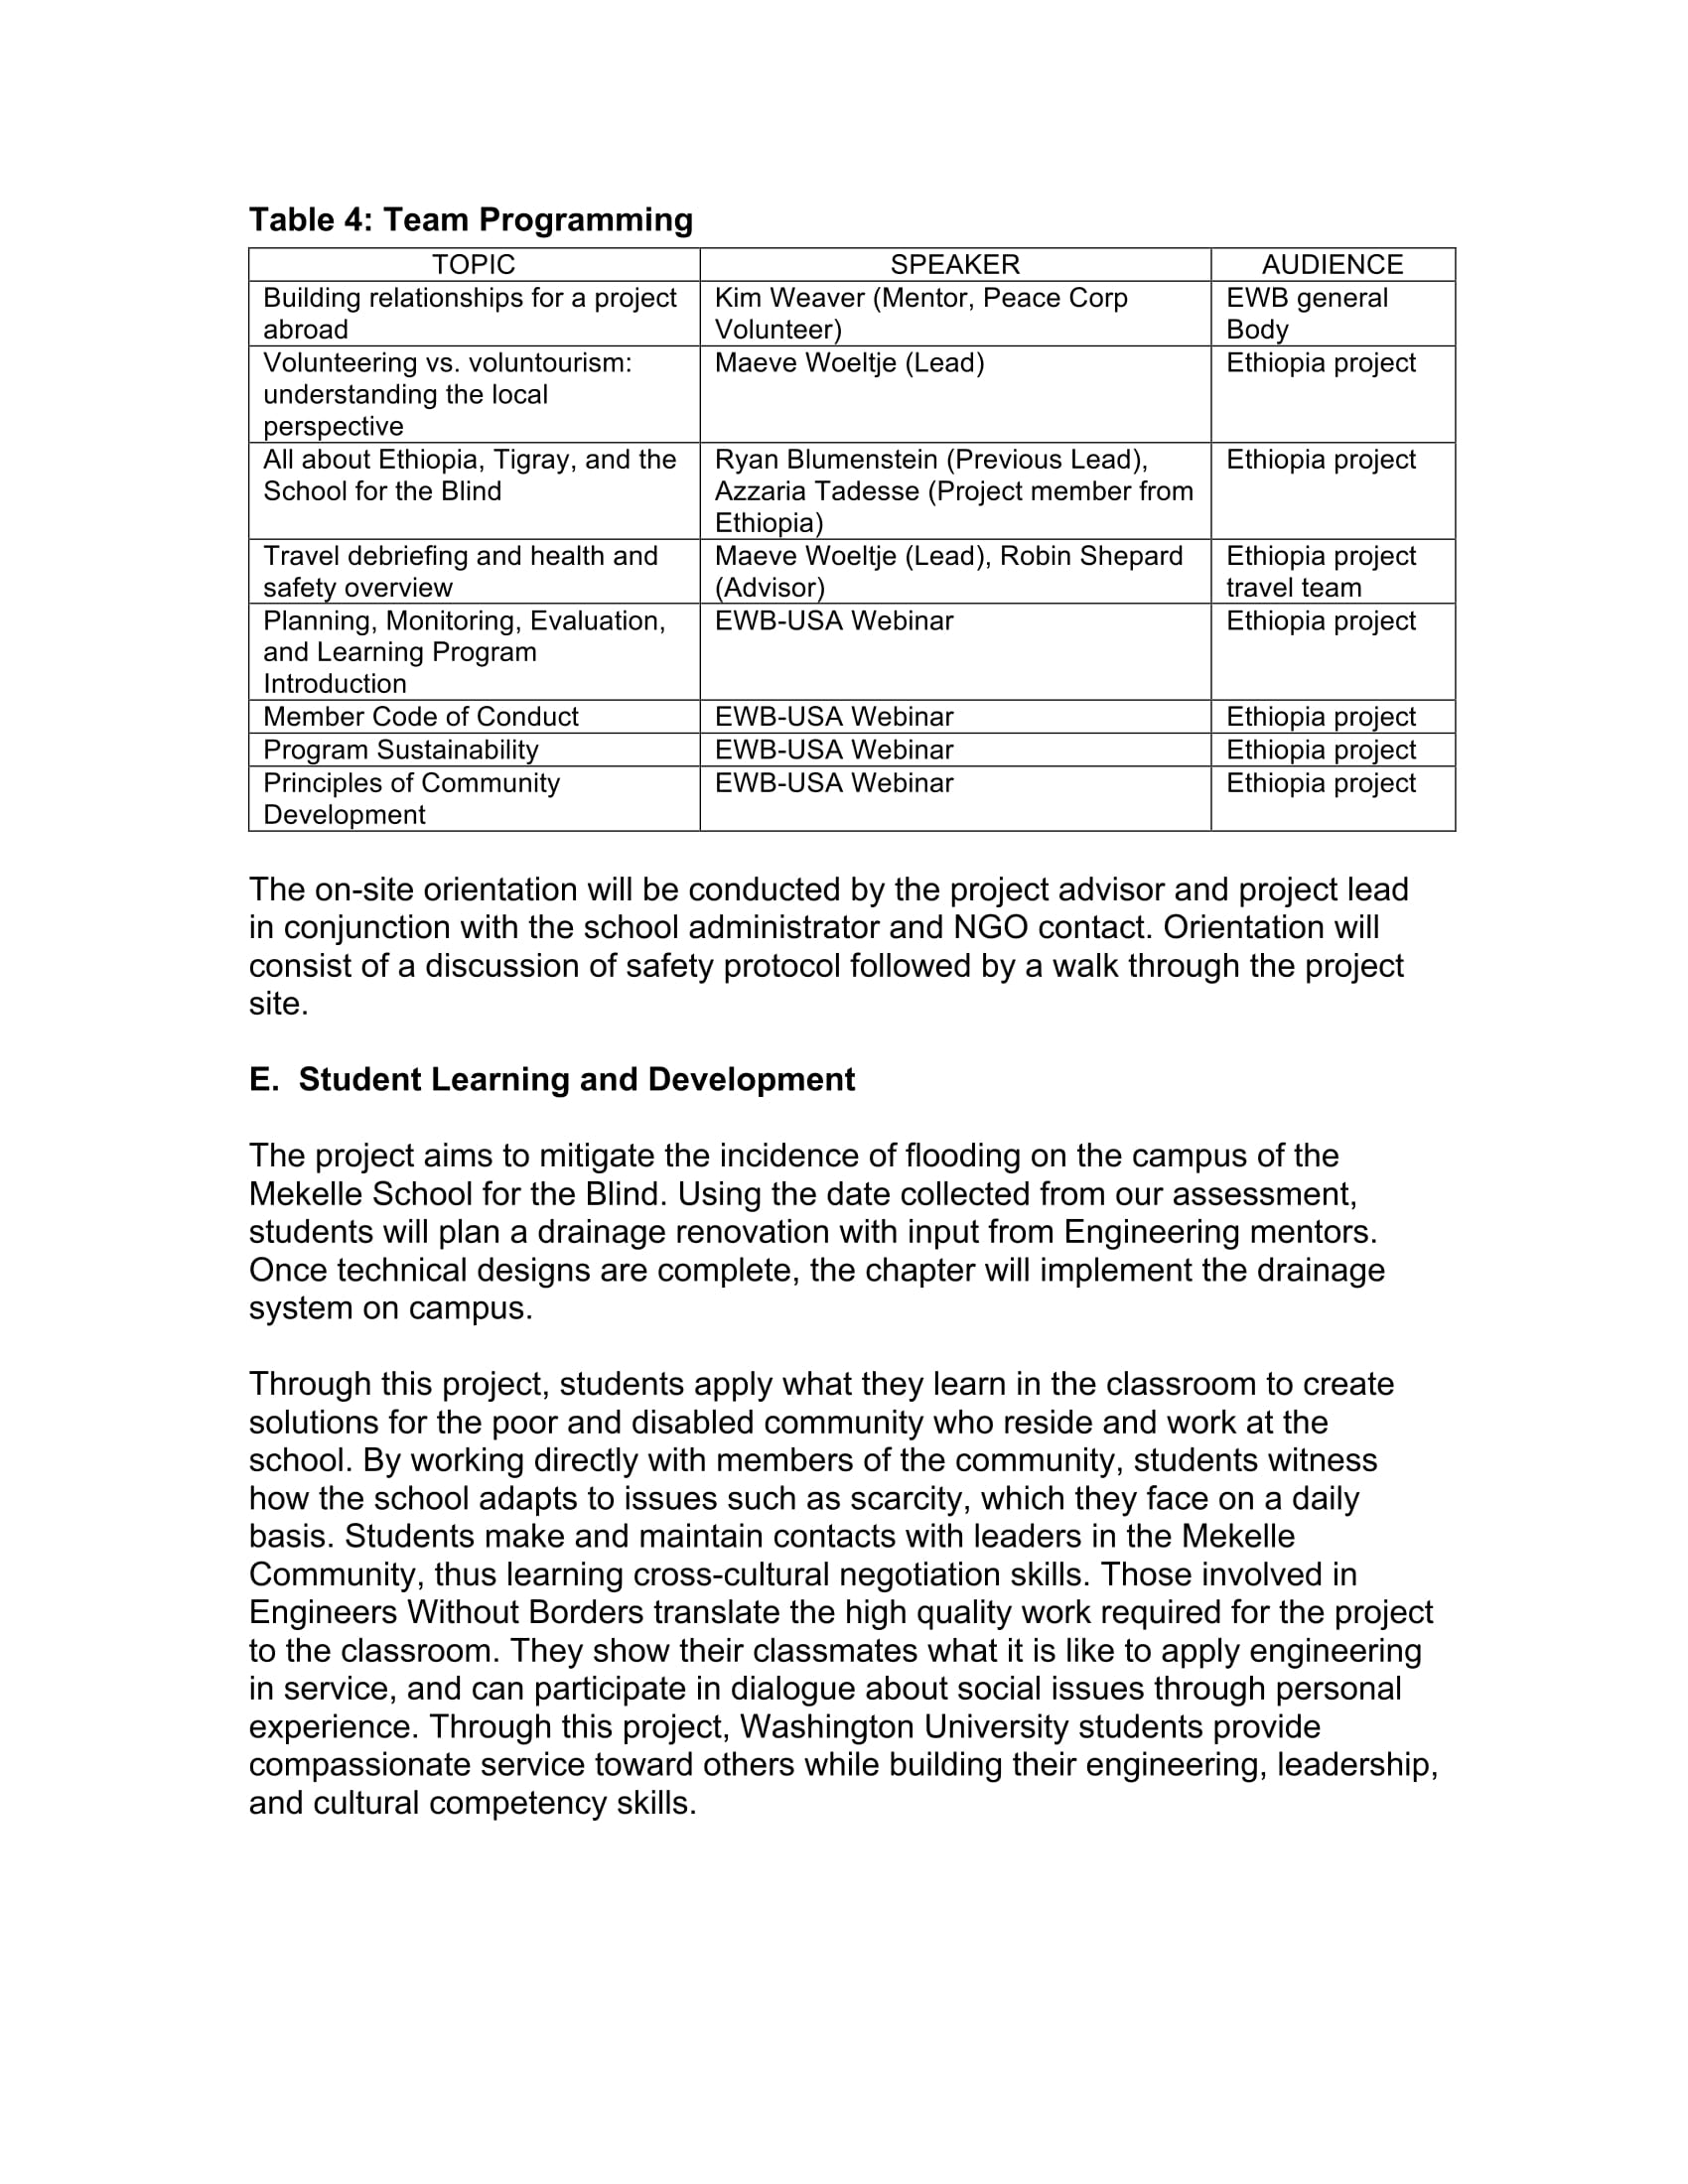 Table 4: Team Programming
TOPIC SPEAKER AUDIENCE
Building relationships for a project abroad Kim Weaver (Mentor, Peace Corp Volunteer) EWB general Body
Volunteering vs. voluntourism: understanding the local perspective Maeve Woeltje (Lead) Ethiopia project
All about Ethiopia, Tigray, and the School for the Blind Ryan Blumenstein (Previous Lead), Azzaria Tadesse (Project member from Ethiopia) Ethiopia project
Travel debriefing and health and safety overview Maeve Woeltje (Lead), Robin Shepard (Advisor) Ethiopia project travel team
Planning, Monitoring, Evaluation, and Learning Program Introduction EWB-USA Webinar Ethiopia project
Member Code of Conduct EWB-USA Webinar Ethiopia project
Program Sustainability EWB-USA Webinar Ethiopia project
Principles of Community Development EWB-USA Webinar Ethiopia project
The on-site orientation will be conducted by the project advisor and project lead
in conjunction with the school administrator and NGO contact. Orientation will
consist of a discussion of safety protocol followed by a walk through the project
site.
E. Student Learning and Development
The project aims to mitigate the incidence of flooding on the campus of the
Mekelle School for the Blind. Using the date collected from our assessment,
students will plan a drainage renovation with input from Engineering mentors.
Once technical designs are complete, the chapter will implement the drainage
system on campus.
Through this project, students apply what they learn in the classroom to create
solutions for the poor and disabled community who reside and work at the
school. By working directly with members of the community, students witness
how the school adapts to issues such as scarcity, which they face on a daily
basis. Students make and maintain contacts with leaders in the Mekelle
Community, thus learning cross-cultural negotiation skills. Those involved in
Engineers Without Borders translate the high quality work required for the project
to the classroom. They show their classmates what it is like to apply engineering
in service, and can participate in dialogue about social issues through personal
experience. Through this project, Washington University students provide
compassionate service toward others while building their engineering, leadership,
and cultural competency skills.